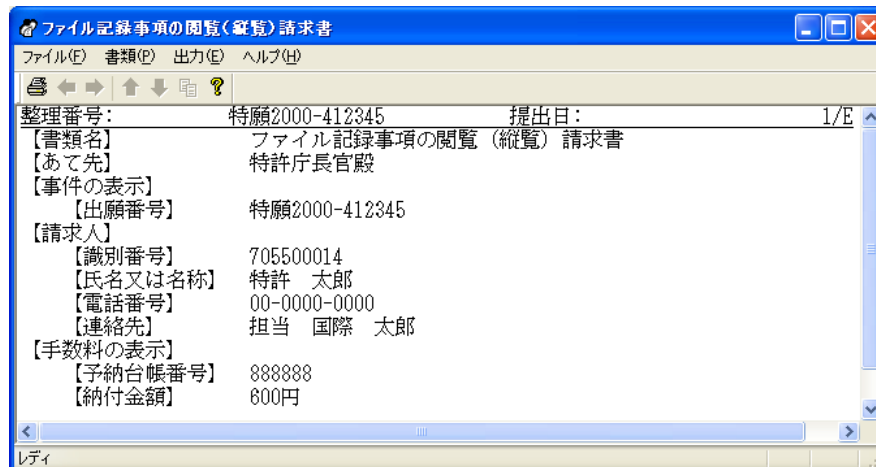 ファイル記録事項の閲覧(縦覧)請求書
ファイル(F) 書類(P) 出力(E) ヘルプ(H)
整理番号: 特願2000-412345 提出日: 1/E
【書類名】 ファイル記録事項の閲覧（縦覧）請求書
【あて先】 特許庁長官殿
【事件の表示】
【出願番号】 特願2000-412345
【請求人】
【識別番号】 705500014
【氏名又は名称】 特許 太郎
【電話番号】 00-0000-0000
【連絡先】 担当 国際 太郎
【手数料の表示】
【予納台帳番号】 888888
【納付金額】 600円
レディ